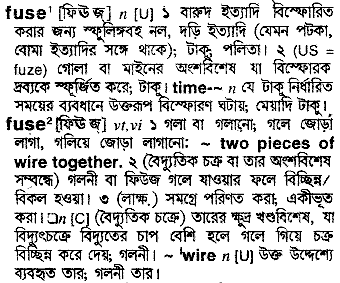 fuse¹ [ফিউজ়্] n [U] ১ বারুদ ইত্যাদি বিস্ফোরিত
করার জন্য স্ফুলিঙ্গবহ নল, দড়ি ইত্যাদি (যেমন পটকা,
বোমা ইত্যাদির সঙ্গে থাকে); টাকু; পলিতা। ২ (US =
fuze) গোলা বা মাইনের অংশবিশেষ যা বিস্ফোরক
দ্রব্যকে স্ফূর্জিত করে; টাকু। time-~ n যে টাকু নির্ধারিত
সময়ের ব্যবধানে উক্তরূপ বিস্ফোরণ ঘটায়; মেয়াদি টাকু।
fuse² [ফিউজ়্] vt,vi ১ গলা বা গলানো; গলে জোড়া
লাগা, গলিয়ে জোড়া লাগানো: ~ two pieces of
wire together. ২ (বৈদ্যুতিক চক্র বা তার অংশবিশেষ
সম্বন্ধে) গলনী বা ফিউজ গলে যাওয়ার ফলে বিচ্ছিন্ন/
বিকল হওয়া। ৩ (লাক্ষ.) সমগ্রে পরিণত করা; একীভূত
করা। □n [C] (বৈদ্যুতিক চক্রে) তারের ক্ষুদ্র খণ্ডবিশেষ, যা
বিদ্যুৎচক্রে বিদ্যুতের চাপ বেশি হলে গলে গিয়ে চক্র
বিচ্ছিন্ন করে দেয়; গলনী। ~ ˈwire n [U] উক্ত উদ্দেশ্যে
ব্যবহৃত তার; গলনী তার।